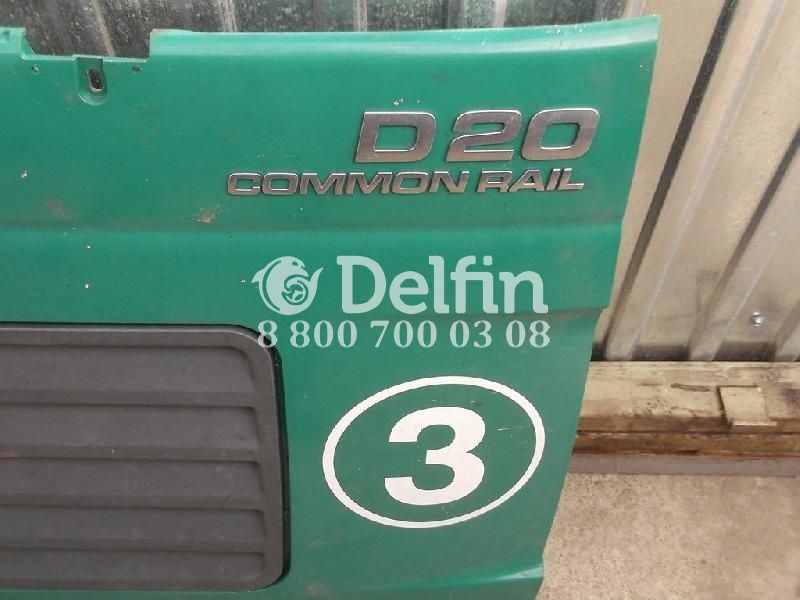 D20
COMMON RAIL
Delfin
8 800 700 03 08
3